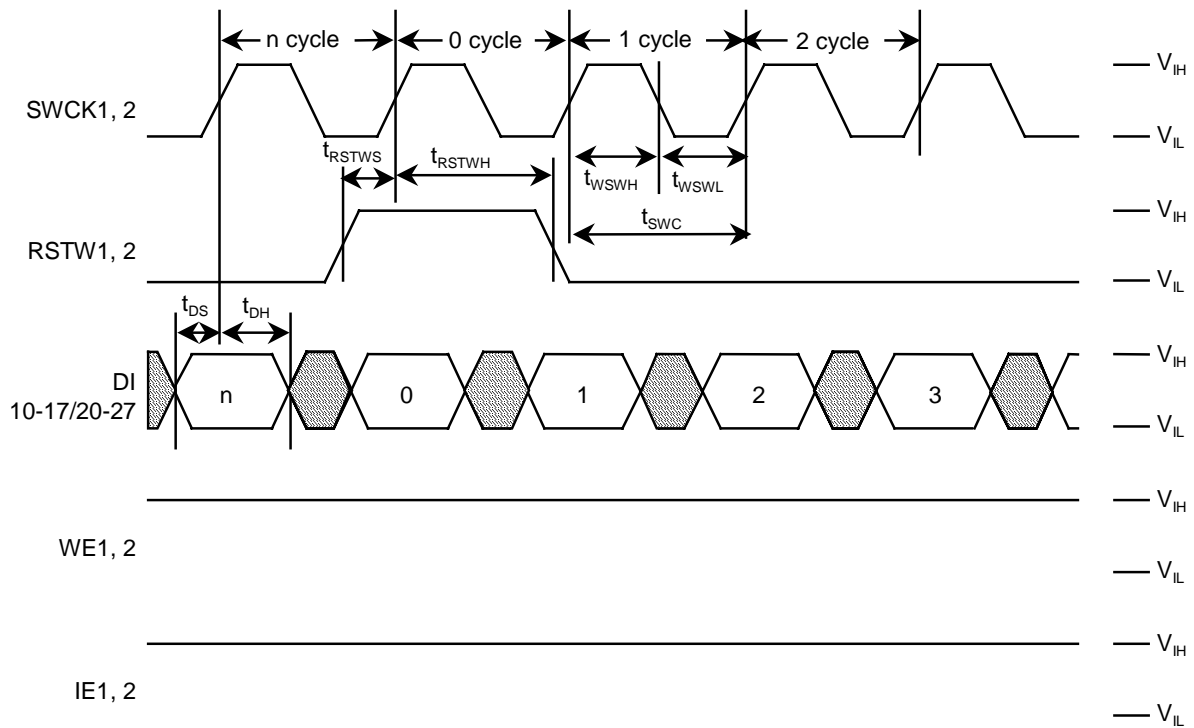 n cycle 0 cycle 1 cycle 2 cycle
V_IH
SWCK1, 2
V_IL
t_RSTWS t_RSTWH t_WSWH t_WSWL
V_IH
t_SWC
RSTW1, 2
V_IL
t_DS t_DH
V_IH
DI
10-17/20-27
n 0 1 2 3
V_IL
V_IH
WE1, 2
V_IL
V_IH
IE1, 2
V_IL